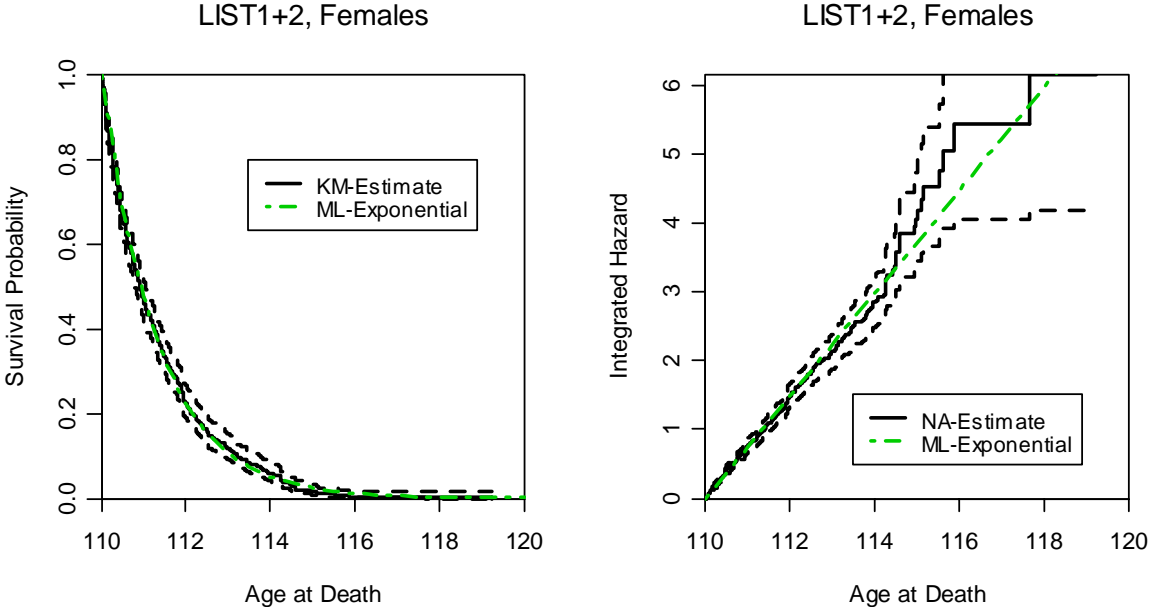 LIST1+2, Females
Survival Probability
1.0
0.8
0.6
0.4
0.2
0.0
KM-Estimate
ML-Exponential
110 112 114 116 118 120
Age at Death
LIST1+2, Females
Integrated Hazard
6
5
4
3
2
1
0
NA-Estimate
ML-Exponential
110 112 114 116 118 120
Age at Death